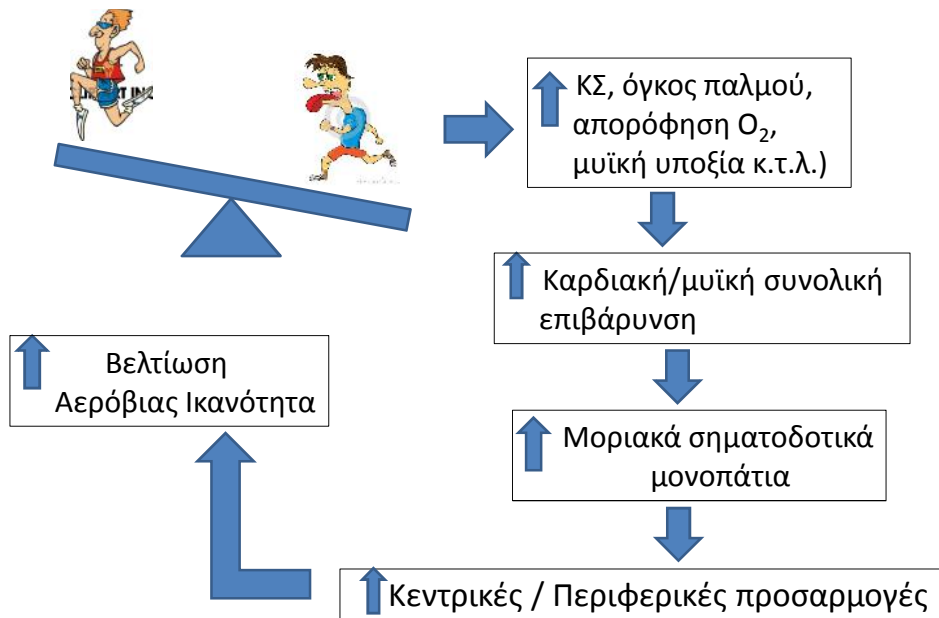 ΚΣ, όγκος παλμού,
απορόφηση O₂,
μυϊκή υποξία κ.τ.λ.)
Καρδιακή/μυϊκή συνολική
επιβάρυνση
Μοριακά σηματοδοτικά
μονοπάτια
Κεντρικές / Περιφερικές προσαρμογές
Βελτίωση
Αερόβιας Ικανότητα